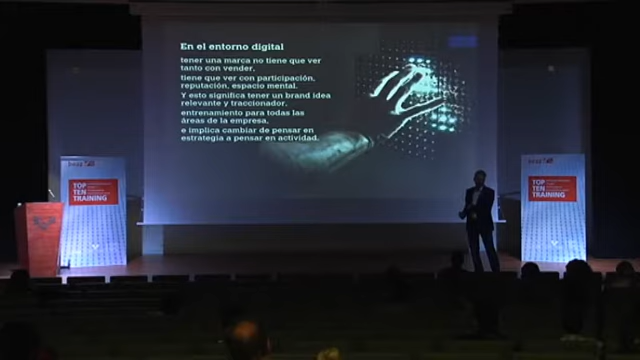 En el entorno digital
tener una marca no tiene que ver
tanto con vender,
tiene que ver con participación,
reputación, espacio mental.
Y esto significa tener un brand idea
relevante y traccionador,
entrenamiento para todas las
áreas de la empresa,
e implica cambiar de pensar en
estrategia a pensar en actividad.
TOP
TEN
TRAINING
TOP
TEN
TRAINING